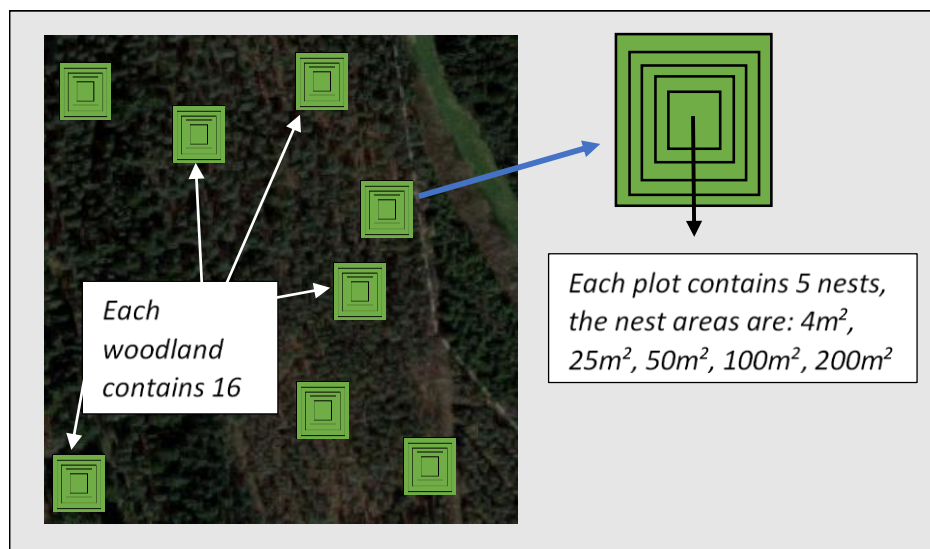 Each
woodland
contains 16
Each plot contains 5 nests,
the nest areas are: 4m²,
25m², 50m², 100m², 200m²